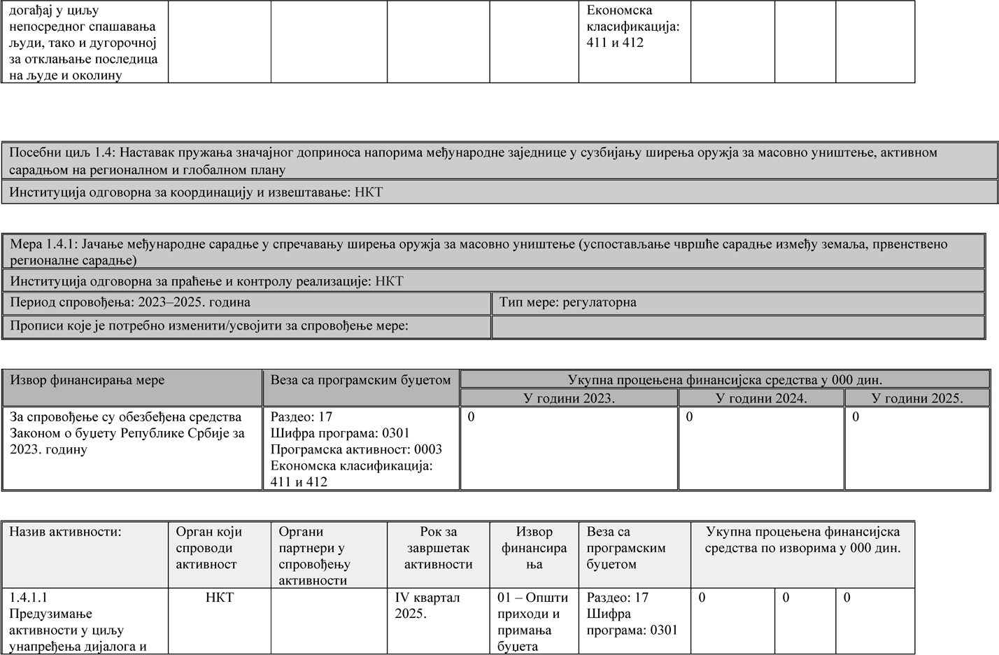 догађај у циљу
непосредног спашавања
људи, тако и дугорочној
за отклањање последица
на људе и околину
Економска
класификација:
411 и 412
Посебни циљ 1.4: Наставак пружања значајног доприноса напорима међународне заједнице у сузбијању ширења оружја за масовно уништење, активном
сарадњом на регионалном и глобалном плану
Институција одговорна за координацију и извештавање: НКТ
Мера 1.4.1: Јачање међународне сарадње у спречавању ширења оружја за масовно уништење (успостављање чвршће сарадње између земаља, првенствено
регионалне сарадње)
Институција одговорна за праћење и контролу реализације: НКТ
Период спровођења: 2023–2025. година
Тип мере: регулаторна
Прописи које је потребно изменити/усвојити за спровођење мере:
Извор финансирања мере
Веза са програмским буџетом
Укупна процењена финансијска средства у 000 дин.
У години 2023.
У години 2024.
У години 2025.
За спровођење су обезбеђена средства
Законом о буџету Републике Србије за
2023. годину
Раздео: 17
Шифра програма: 0301
Програмска активност: 0003
Економска класификација:
411 и 412
0
0
0
Назив активности:
Орган који
спроводи
активност
Органи
партнери у
спровођењу
активности
Рок за
завршетак
активности
Извор
финансира
ња
Веза са
програмским
буџетом
Укупна процењена финансијска
средства по изворима у 000 дин.
1.4.1.1
Предузимање
активности у циљу
унапређења дијалога и
НКТ
IV квартал
2025.
01 – Општи
приходи и
примања
буџета
Раздео: 17
Шифра
програма: 0301
0
0
0